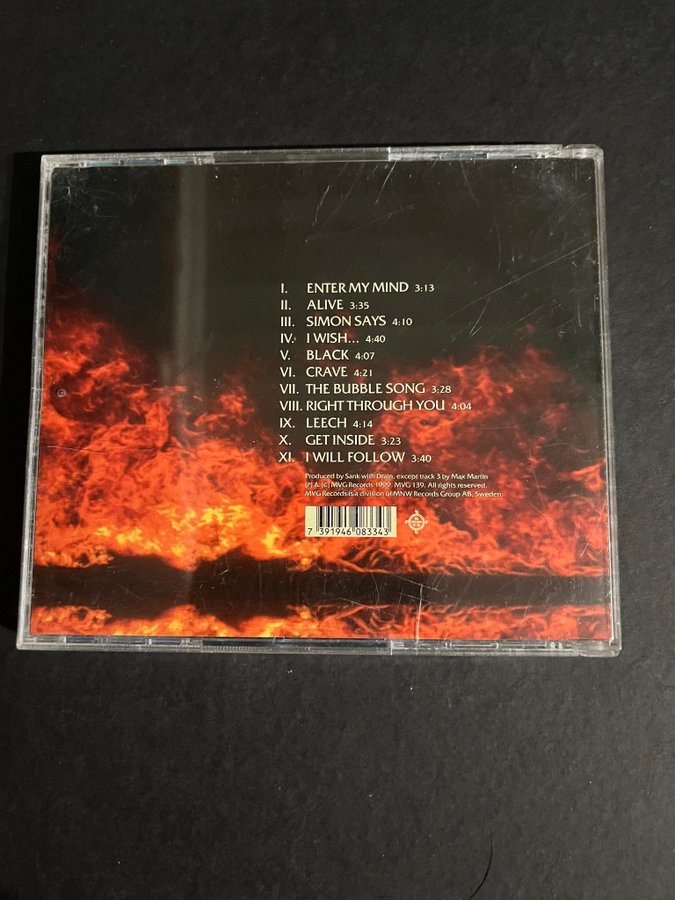 I. ENTER MY MIND 3:13
II. ALIVE 3:35
III. SIMON SAYS 4:10
IV. I WISH... 4:40
V. BLACK 4:07
VI. CRAVE 4:21
VII. THE BUBBLE SONG 3:28
VIII. RIGHT THROUGH YOU 4:04
IX. LEECH 4:14
X. GET INSIDE 3:23
XI. I WILL FOLLOW 3:40
Produced by Sank with Drain, except track 3 by Max Martin
(P) & (C) MVG Records 1999. MVG 139. All rights reserved.
MVG Records is a division of MNW Records Group AB, Sweden.
7 391946 083343